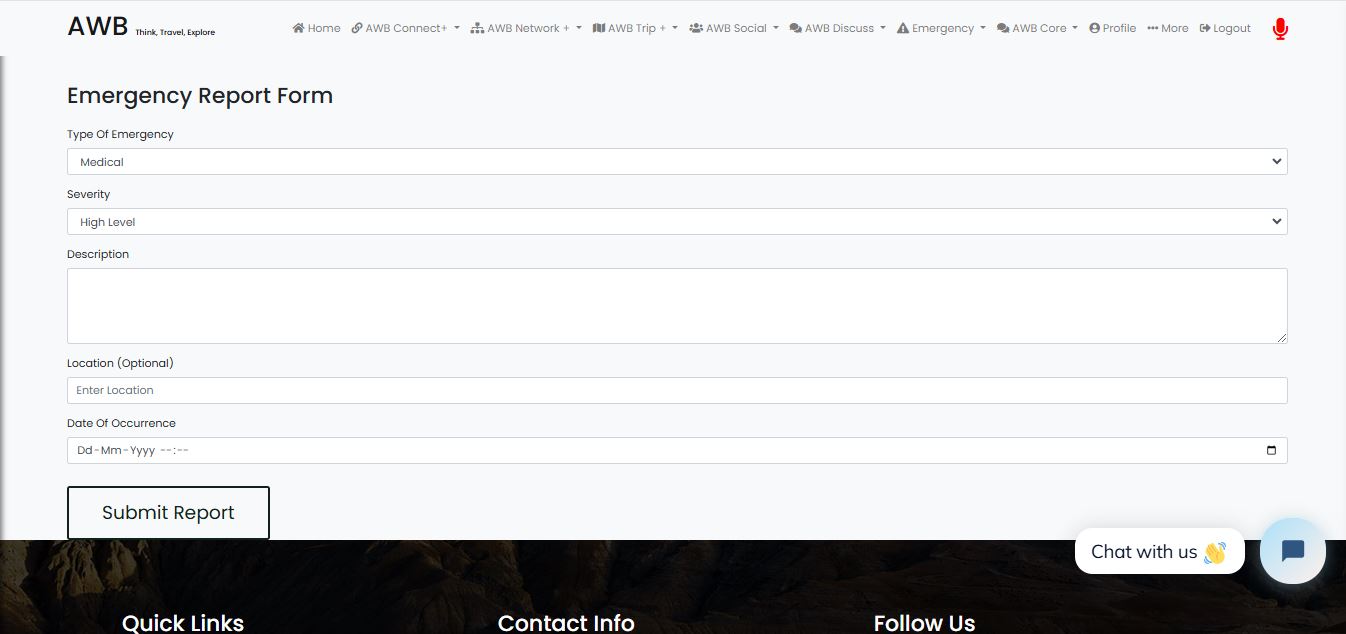 AWB Think, Travel, Explore Home AWB Connect+ AWB Network + AWB Trip + AWB Social AWB Discuss Emergency AWB Core Profile More Logout
Emergency Report Form
Type Of Emergency
Medical
Severity
High Level
Description
Location (Optional)
Enter Location
Date Of Occurrence
Dd-Mm-Yyyy --:--
Submit Report
Chat with us 👋
Quick Links Contact Info Follow Us